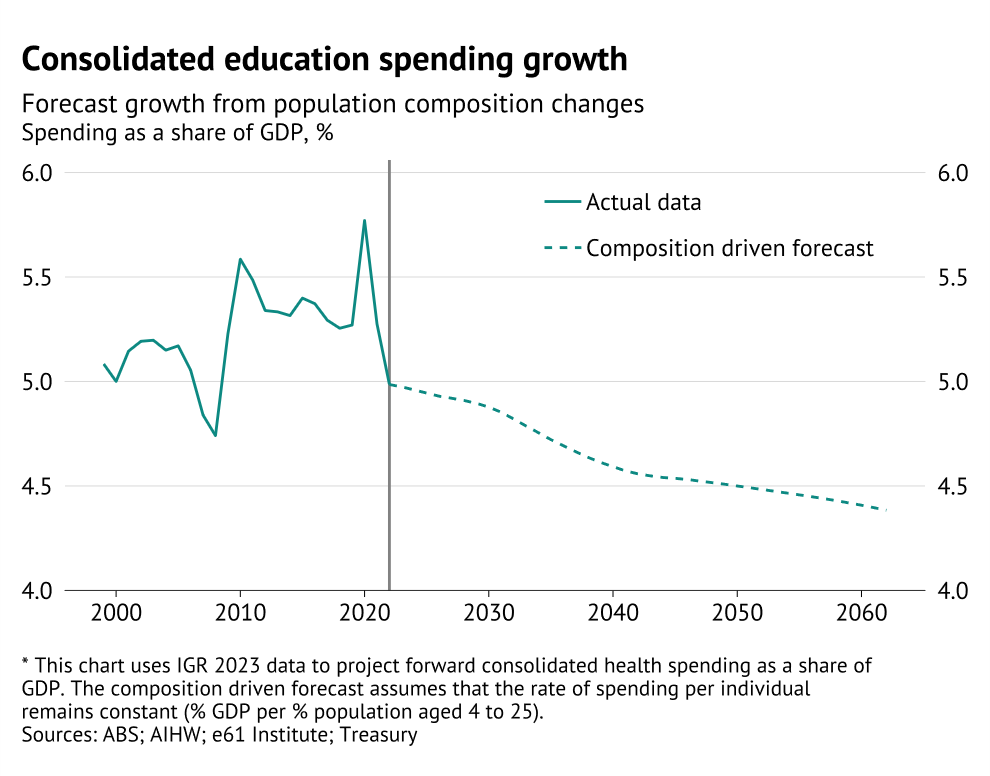 Consolidated education spending growth
Forecast growth from population composition changes
Spending as a share of GDP, %
6.0 6.0
Actual data
Composition driven forecast
5.5 5.5
5.0 5.0
4.5 4.5
4.0 4.0
2000 2010 2020 2030 2040 2050 2060
* This chart uses IGR 2023 data to project forward consolidated health spending as a share of
GDP. The composition driven forecast assumes that the rate of spending per individual
remains constant (% GDP per % population aged 4 to 25).
Sources: ABS; AIHW; e61 Institute; Treasury